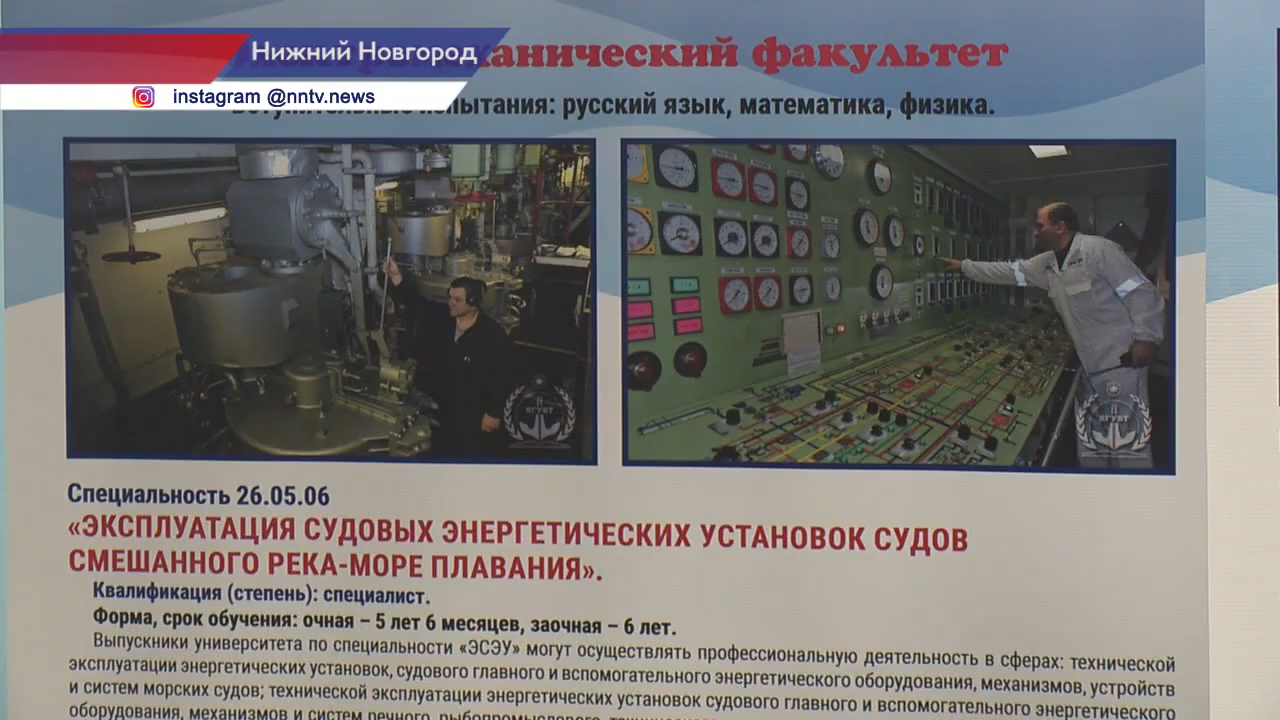 Нижний Новгород
факультет
instagram @nntv.news
русский язык, математика, физика.
ВГУВТ
ВГУВТ
Специальность 26.05.06
«ЭКСПЛУАТАЦИЯ СУДОВЫХ ЭНЕРГЕТИЧЕСКИХ УСТАНОВОК СУДОВ
СМЕШАННОГО РЕКА-МОРЕ ПЛАВАНИЯ».
Квалификация (степень): специалист.
Форма, срок обучения: очная – 5 лет 6 месяцев, заочная – 6 лет.
Выпускники университета по специальности «ЭСЭУ» могут осуществлять профессиональную деятельность в сферах: технической
эксплуатации энергетических установок, судового главного и вспомогательного энергетического оборудования, механизмов, устройств
и систем морских судов; технической эксплуатации энергетических установок судового главного и вспомогательного энергетического
оборудования, механизмов и систем речного, рыбопромыслового,